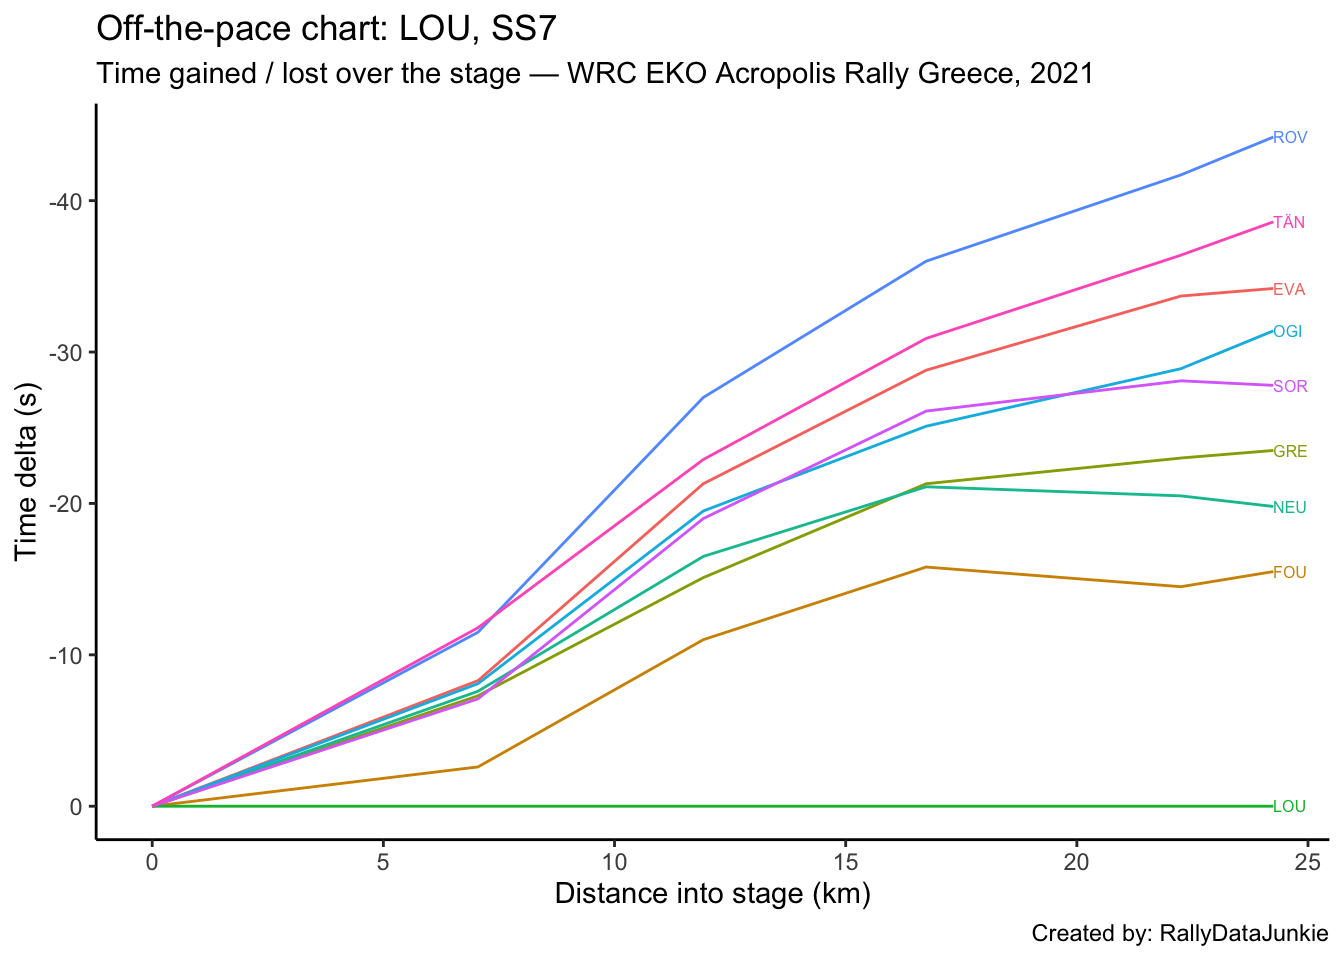 Off-the-pace chart: LOU, SS7
Time gained / lost over the stage — WRC EKO Acropolis Rally Greece, 2021
ROV
-40
TÄN
EVA
OGI
-30
SOR
GRE
-20
NEU
FOU
-10
0
LOU
Time delta (s)
0 5 10 15 20 25
Distance into stage (km)
Created by: RallyDataJunkie